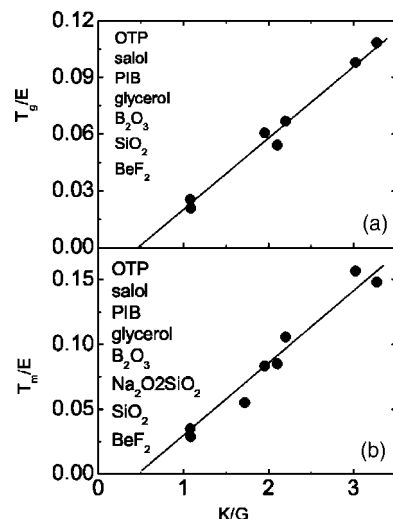 0.12
0.09
0.06
0.03
0.00
T_g/E
OTP
salol
PIB
glycerol
B₂O₃
SiO₂
BeF₂
(a)
0.15
0.10
0.05
0.00
T_m/E
OTP
salol
PIB
glycerol
B₂O₃
Na₂O2SiO₂
SiO₂
BeF₂
(b)
0 1 2 3
K/G